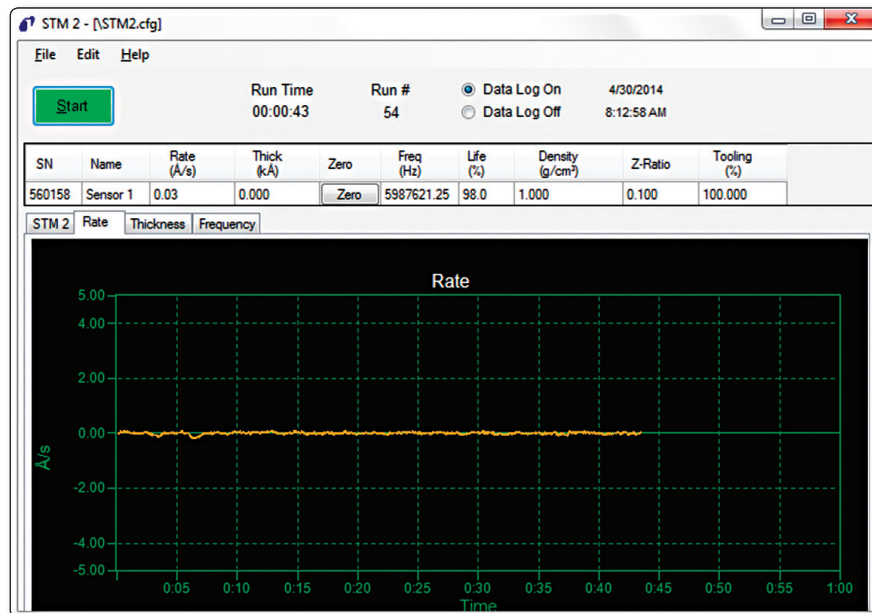 STM 2 - [\STM2.cfg]
File Edit Help
Start
Run Time
00:00:43
Run #
54
Data Log On
Data Log Off
4/30/2014
8:12:58 AM
SN Name Rate (Å/s) Thick (kÅ) Zero Freq (Hz) Life (%) Density (g/cm³) Z-Ratio Tooling (%)
560158 Sensor 1 0.03 0.000 Zero 5987621.25 98.0 1.000 0.100 100.000
STM 2 Rate Thickness Frequency
Rate
5.00
4.00
2.00
0.00
-2.00
-4.00
-5.00
Å/s
0:05 0:10 0:15 0:20 0:25 0:30 0:35 0:40 0:45 0:50 0:55 1:00
Time